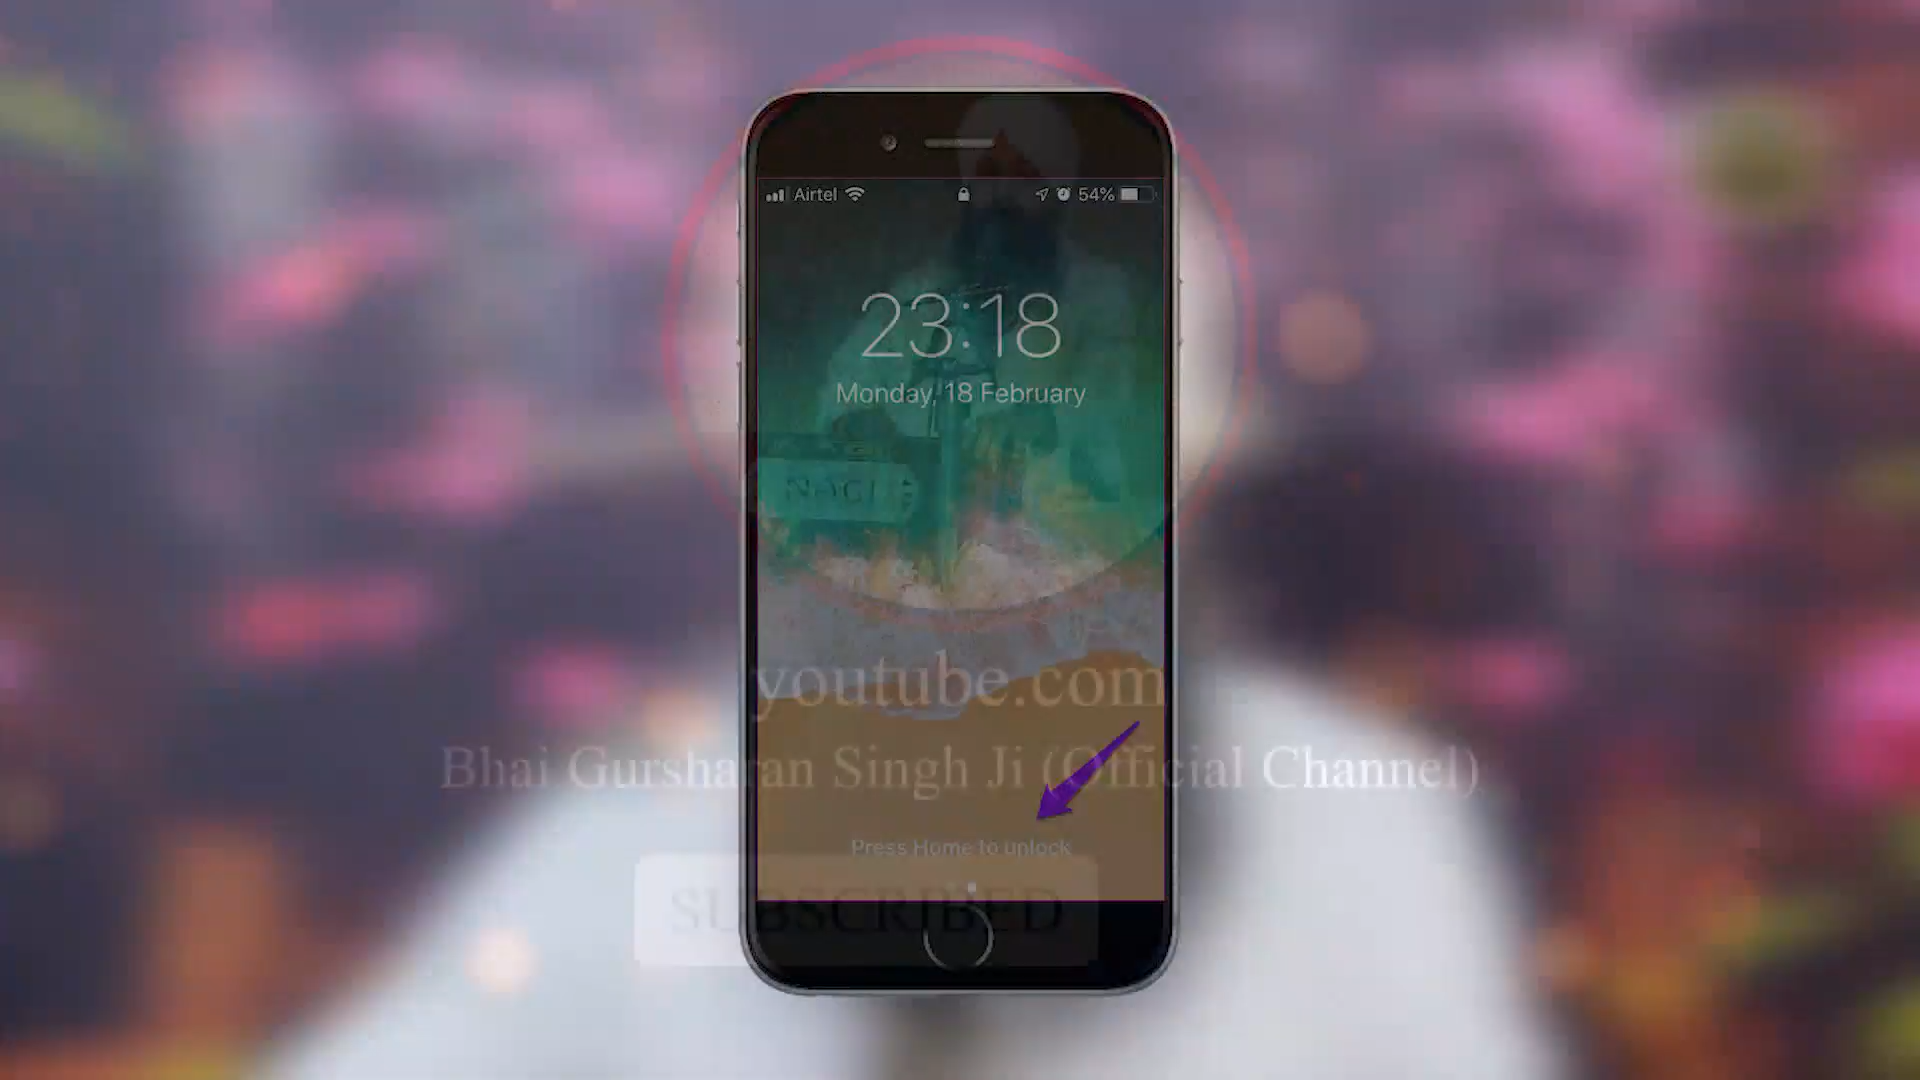 Airtel 54%
23:18
Monday, 18 February
youtube.com
Bhai Gursharan Singh Ji (Official Channel)
Press Home to unlock
SUBSCRIBED